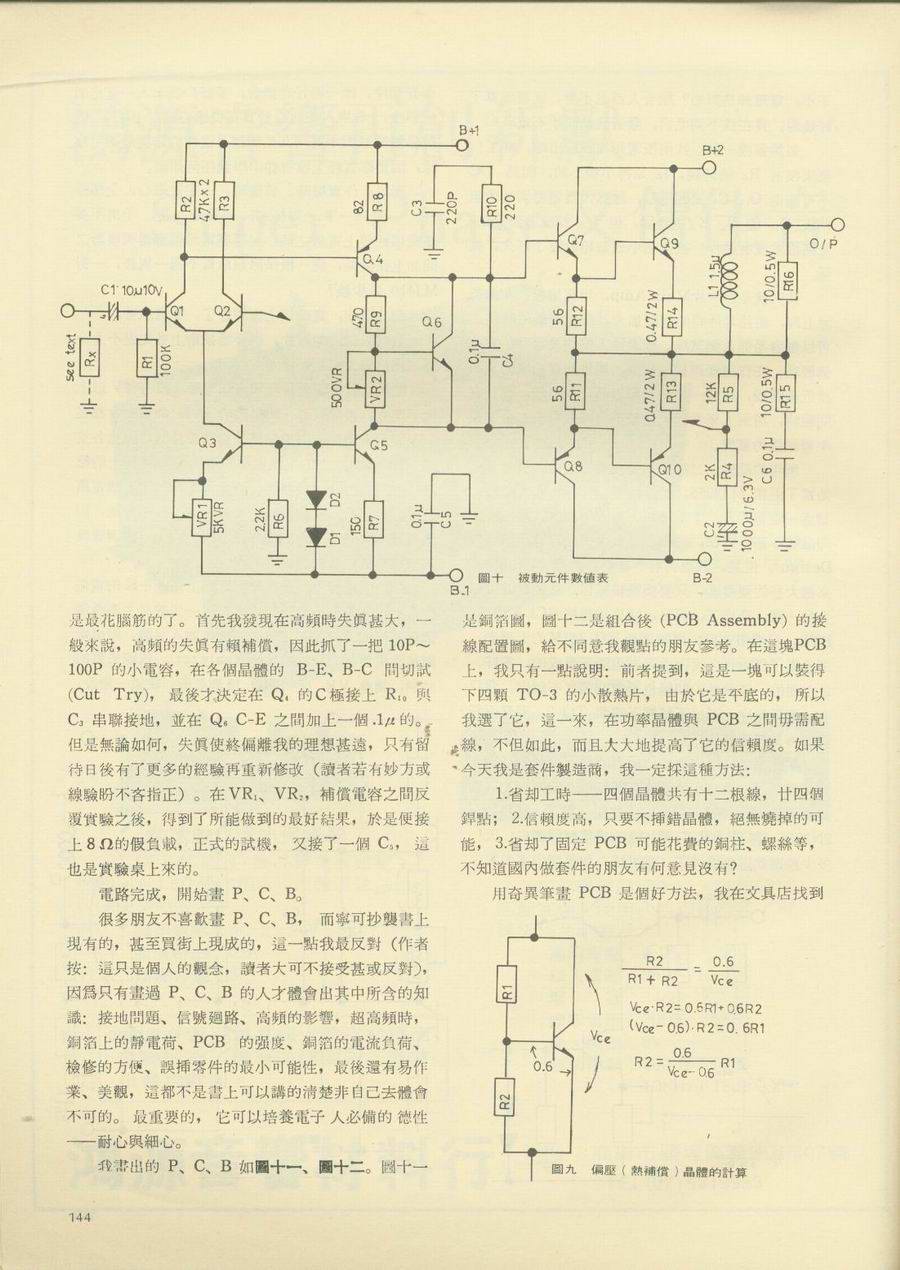 B+1
B+2
R2
47K x 2
R3
82
R8
C3
220P
R10
220
Q4
Q7
Q9
O/P
C1 10μ10V
Q1
Q2
470
R9
Q6
0.1μ
C4
56
R12
0.47/2W
R14
L1 1.5μ
10/0.5W
R16
see text
Rx
R1
100K
500VR
VR2
56
R11
0.47/2W
R13
12K
R5
10/0.5W
R15
Q3
Q5
Q8
Q10
2K
R4
C6 0.1μ
VR1
5KVR
2.2K
R6
D2
D1
150
R7
0.1μ
C5
C2
1000μ/6.3V
B-1
圖十 被動元件數値表
B-2
是最花腦筋的了。首先我發現在高頻時失眞甚大，一
般來說，高頻的失眞有賴補償，因此抓了一把 10P～
100P 的小電容，在各個晶體的 B-E、B-C 間切試
(Cut Try)， 最後才決定在 Q₄ 的C極接上 R₁₀ 與
C₃ 串聯接地，並在 Q₆ C-E 之間加上一個 .1μ 的。
但是無論如何，失眞使終偏離我的理想甚遠，只有留
待日後有了更多的經驗再重新修改（讀者若有妙方或
線驗盼不吝指正）。在VR₁、VR₂，補償電容之間反
覆實驗之後，得到了所能做到的最好結果，於是便接
上 8 Ω的假負載，正式的試機， 又接了一個 C₅， 這
也是實驗桌上來的。
電路完成，開始畫 P、C、B。
很多朋友不喜歡畫 P、C、B， 而寧可抄襲書上
現有的，甚至買街上現成的，這一點我最反對（作者
按：這只是個人的觀念，讀者大可不接受甚或反對），
因爲只有畫過 P、C、B 的人才體會出其中所含的知
識：接地問題、信號廻路、高頻的影響，超高頻時，
銅箔上的靜電荷、PCB 的强度、銅箔的電流負荷、
檢修的方便、誤揷零件的最小可能性，最後還有易作
業、美觀，這都不是書上可以講的淸楚非自己去體會
不可的。 最重要的， 它可以培養電子人必備的德性
——耐心與細心。
我畫出的 P、C、B 如圖十一、圖十二。圖十一
是銅箔圖，圖十二是組合後 (PCB Assembly) 的接
線配置圖，給不同意我觀點的朋友參考。在這塊PCB
上，我只有一點說明：前者提到，這是一塊可以裝得
下四顆 TO-3 的小散熱片， 由於它是平底的， 所以
我選了它，這一來，在功率晶體與 PCB 之間毋需配
線，不但如此，而且大大地提高了它的信賴度。如果
今天我是套件製造商，我一定採這種方法：
1.省却工時——四個晶體共有十二根線，廿四個
銲點； 2.信賴度高，只要不揷錯晶體，絕無燒掉的可
能， 3.省却了固定 PCB 可能花費的銅柱、螺絲等，
不知道國內做套件的朋友有何意見沒有?
用奇異筆畫 PCB 是個好方法，我在文具店找到
R1
R2
0.6
Vce
R2 / (R1 + R2) = 0.6 / Vce
Vce·R2 = 0.6R1 + 0.6R2
(Vce - 0.6)·R2 = 0.6R1
R2 = 0.6 / (Vce - 0.6) R1
圖九 偏壓（熱補償）晶體的計算
144